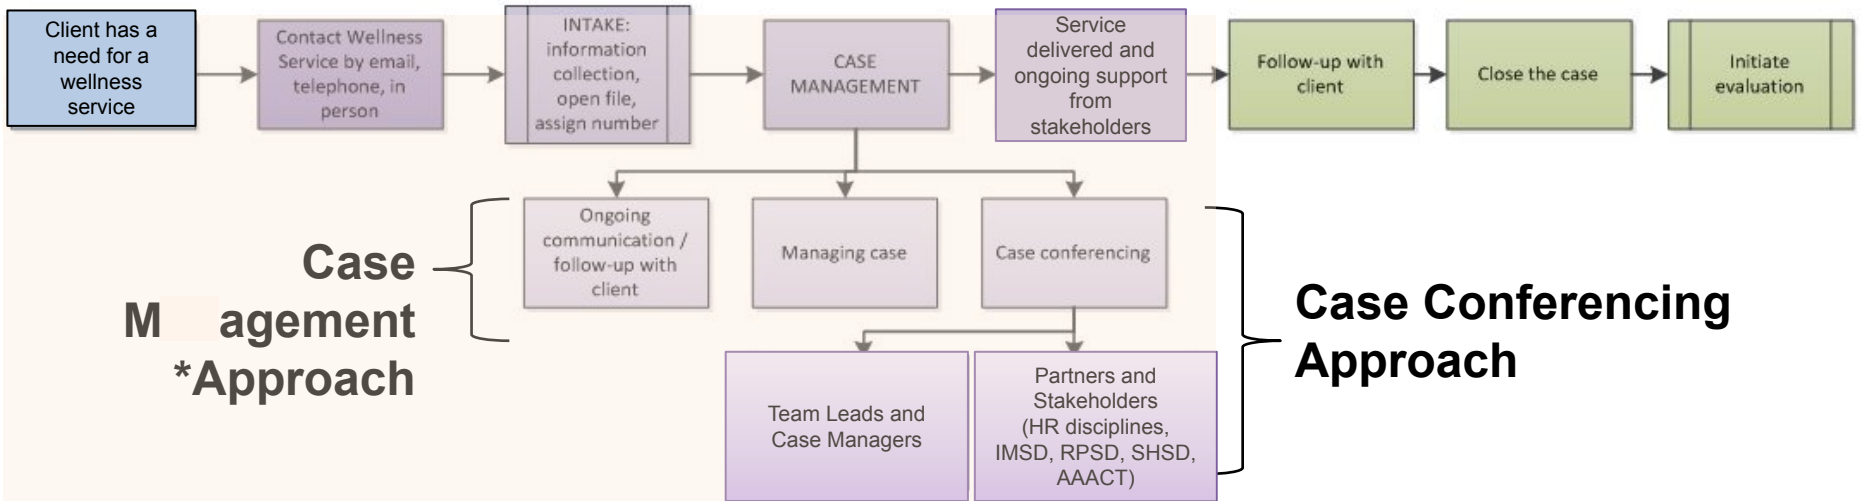 Client has a
need for a
wellness
service
Contact Wellness
Service by email,
telephone, in
person
INTAKE:
information
collection,
open file,
assign number
CASE
MANAGEMENT
Service
delivered and
ongoing support
from
stakeholders
Follow-up with
client
Close the case
Initiate
evaluation
Case
M agement
*Approach
Ongoing
communication /
follow-up with
client
Managing case
Case conferencing
Case Conferencing
Approach
Team Leads and
Case Managers
Partners and
Stakeholders
(HR disciplines,
IMSD, RPSD, SHSD,
AAACT)